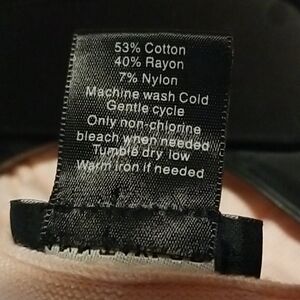 53% Cotton
40% Rayon
7% Nylon
Machine wash Cold
Gentle cycle
Only non-chlorine
bleach when needed
Tumble dry low
Warm iron if needed